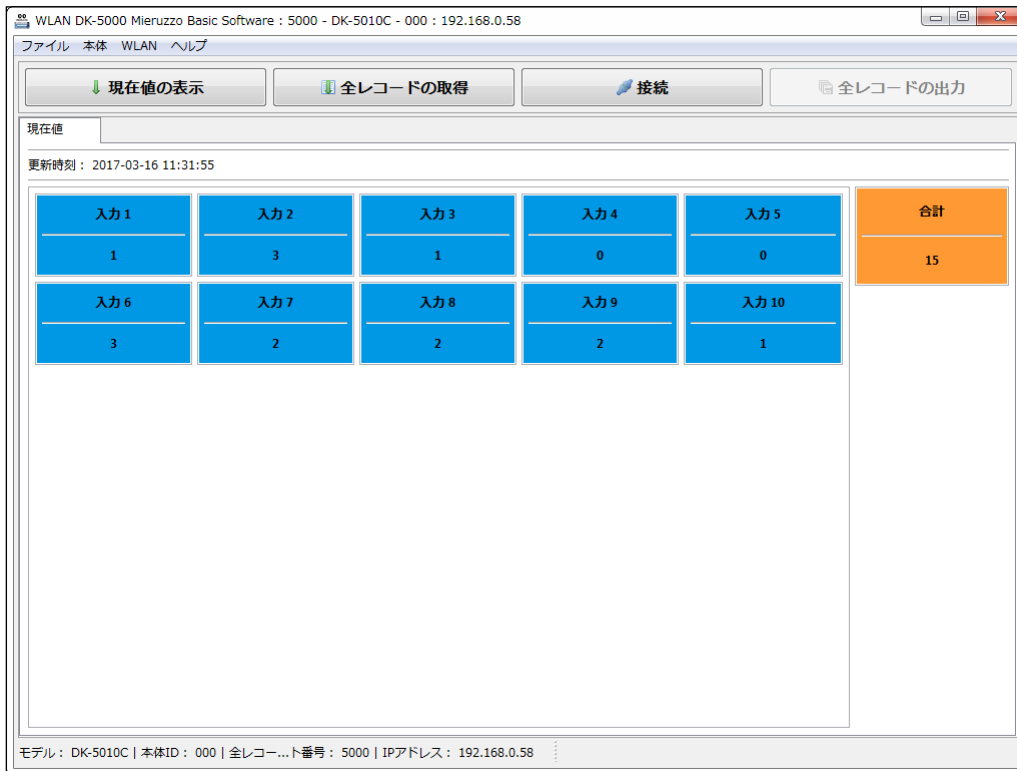 WLAN DK-5000 Mieruzzo Basic Software : 5000 - DK-5010C - 000 : 192.168.0.58
ファイル 本体 WLAN ヘルプ
現在値の表示 全レコードの取得 接続 全レコードの出力
現在値
更新時刻： 2017-03-16 11:31:55
入力 1 入力 2 入力 3 入力 4 入力 5 合計
1 3 1 0 0 15
入力 6 入力 7 入力 8 入力 9 入力 10
3 2 2 2 1
モデル： DK-5010C | 本体ID： 000 | 全レコー...ト番号： 5000 | IPアドレス： 192.168.0.58